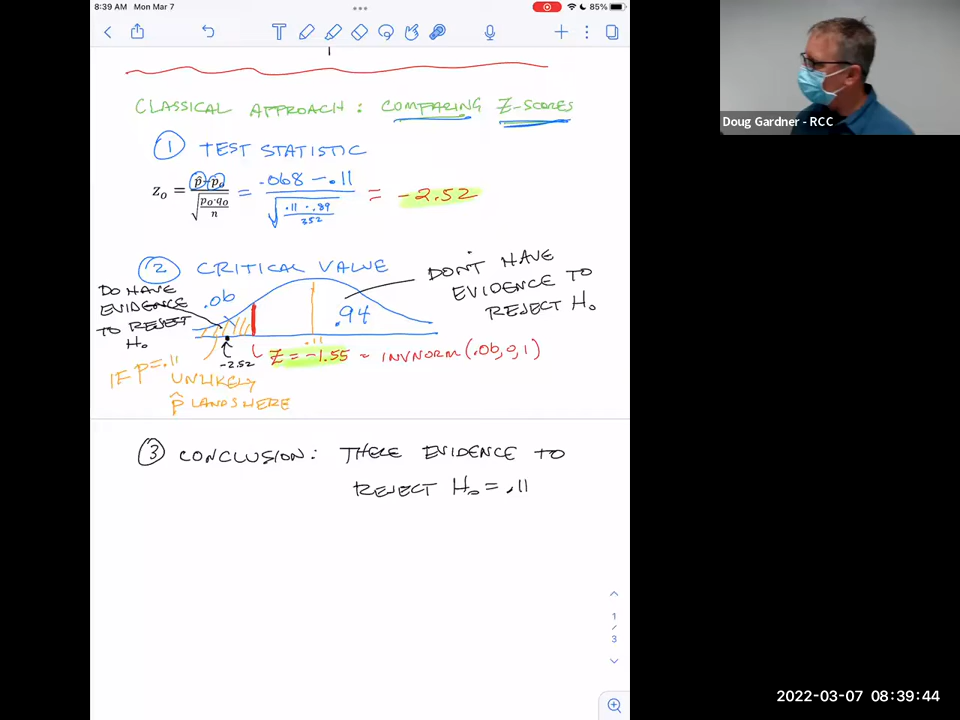 8:39 AM Mon Mar 7
85%
CLASSICAL APPROACH : COMPARING Z-SCORES
1 TEST STATISTIC
z₀ = p̂-p₀ / √(p₀·q₀ / n) = .068 - .11 / √(.11 · .89 / 352) = -2.52
2 CRITICAL VALUE
DO HAVE
EVIDENCE
TO REJECT
H₀
.06
.94
DON'T HAVE
EVIDENCE TO
REJECT H₀
.11
-2.52
Z = -1.55 = INVNORM(.06,0,1)
IF P=.11
UNLIKELY
p̂ LANDS HERE
3 CONCLUSION: THERE EVIDENCE TO
REJECT H₀ = .11
1
/
3
Doug Gardner - RCC
2022-03-07 08:39:44